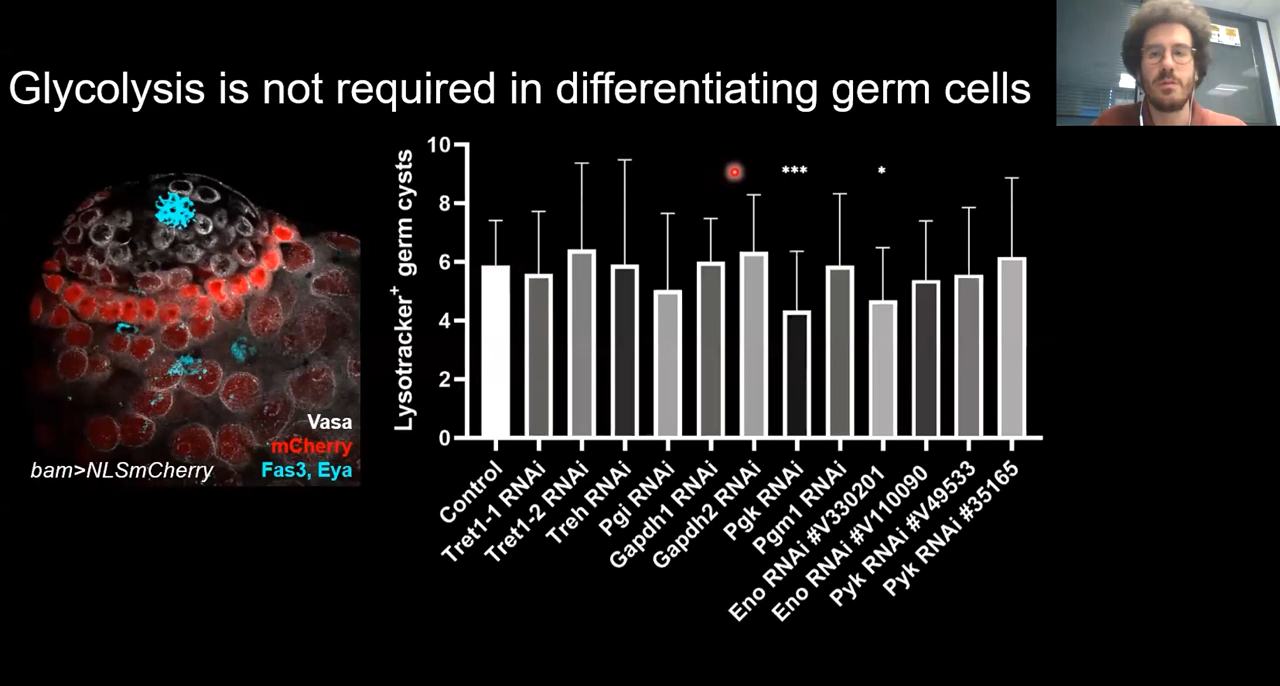 Glycolysis is not required in differentiating germ cells
Vasa
mCherry
bam>NLSmCherry
Fas3, Eya
Lysotracker+ germ cysts
10
8
6
4
2
0
***
*
Control
Tret1-1 RNAi
Tret1-2 RNAi
Treh RNAi
Pgi RNAi
Gapdh1 RNAi
Gapdh2 RNAi
Pgk RNAi
Pgm1 RNAi
Eno RNAi #V330201
Eno RNAi #V110090
Pyk RNAi #V49533
Pyk RNAi #35165